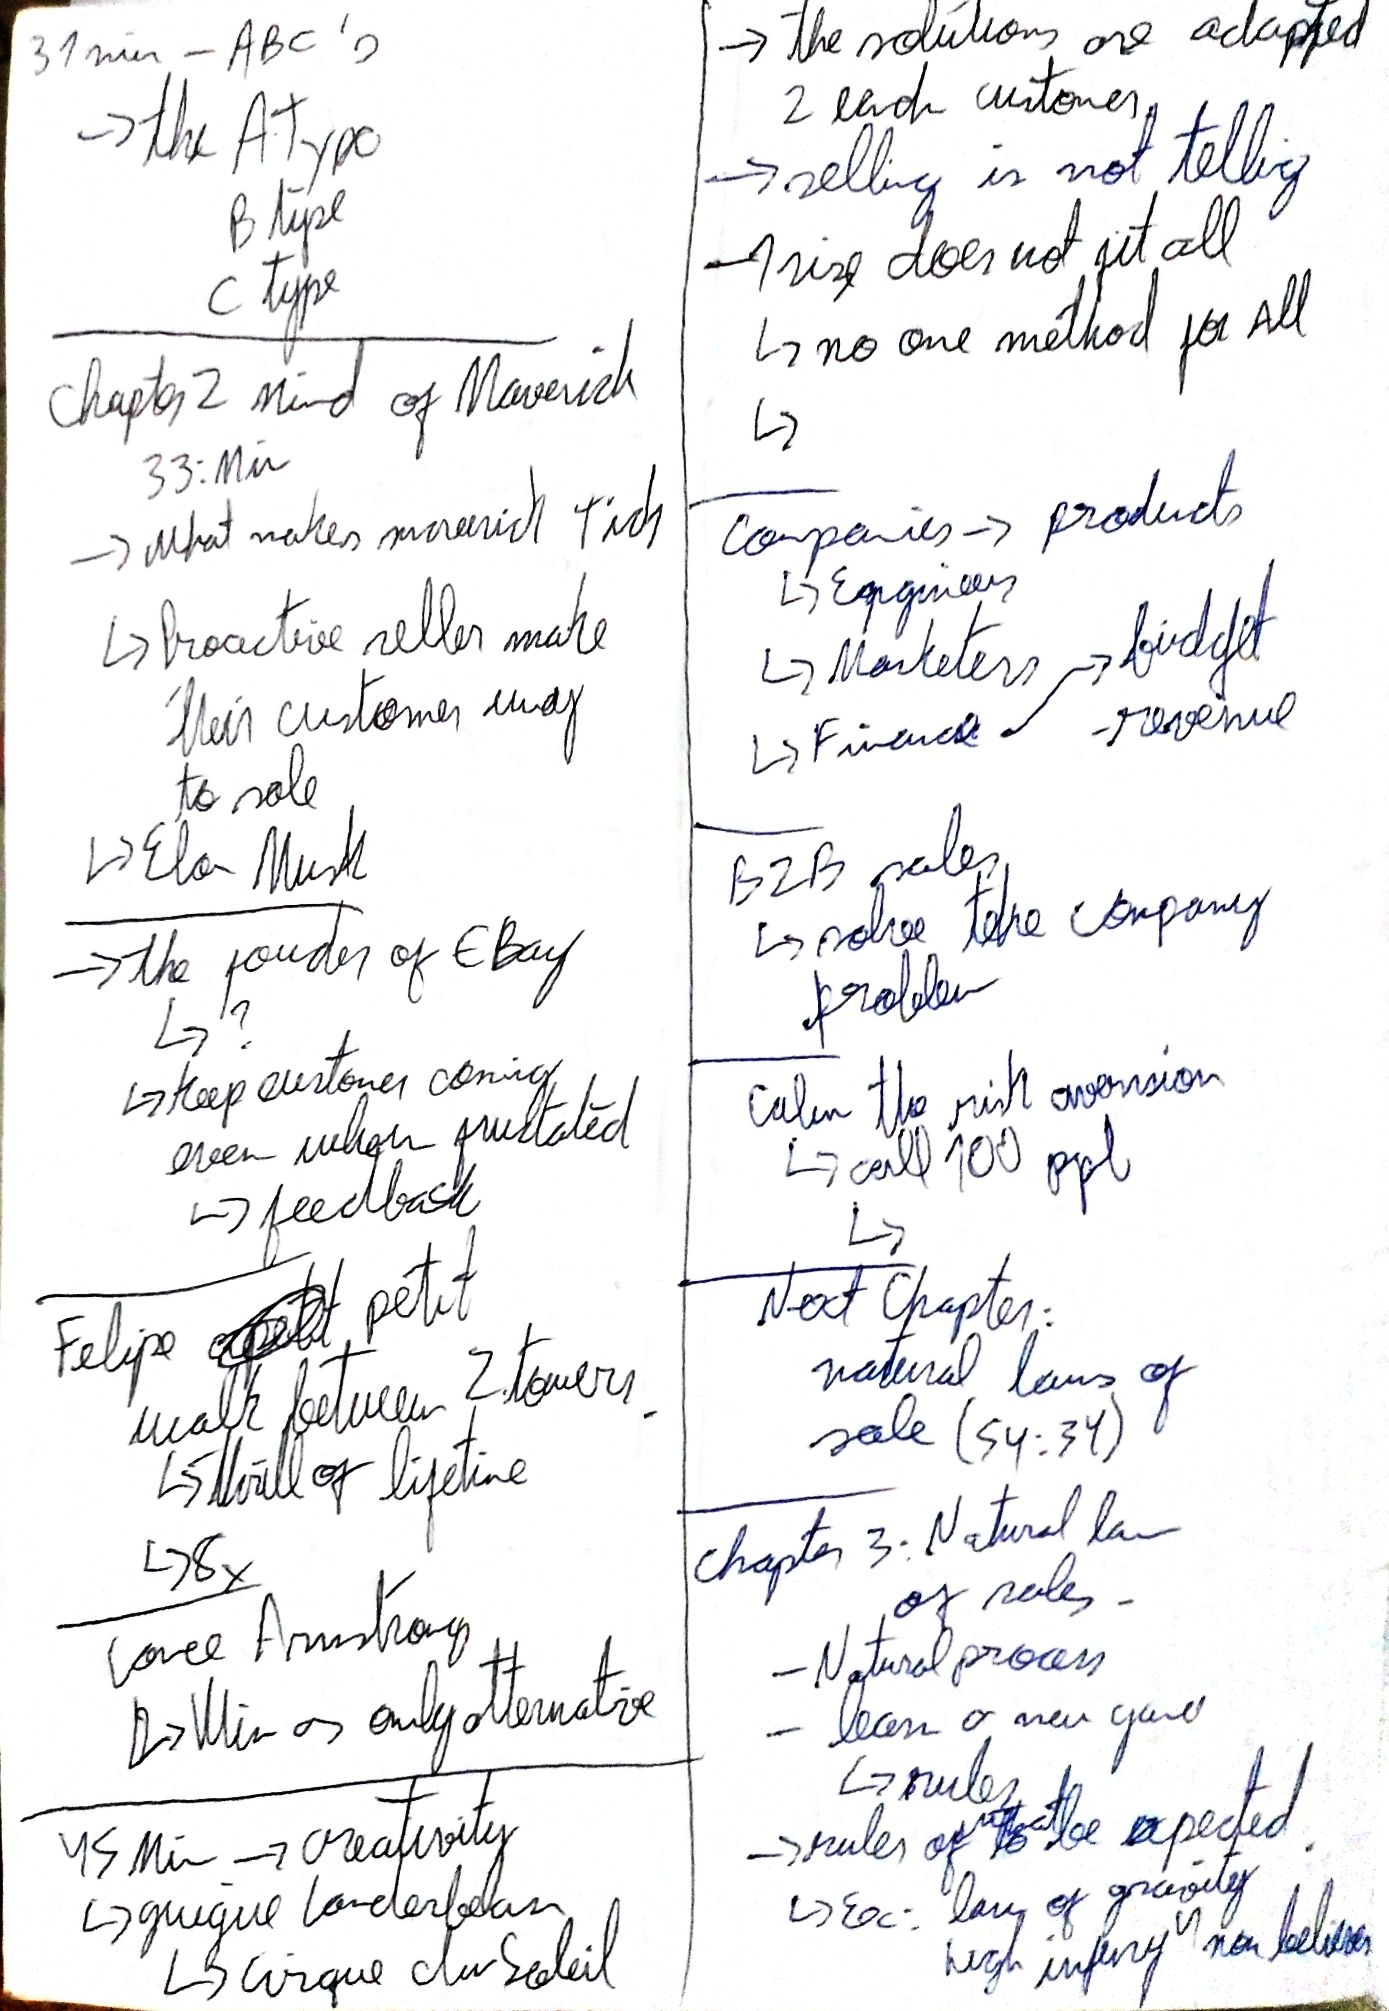 31 min - ABC's
→ the A Type
B type
C type
Chapter 2 Mind of Maverick
33: Min
→ What makes maverick Tick
↳ Proactive seller make
their customer way
to sale
↳ Elon Musk
→ the founder of EBay
↳ ?
↳ Keep customer coming
even when frustated
↳ feedback
Felipe petit
walk between 2 towers.
↳ thrill of lifetime
↳ 8x
Lance Armstrong
↳ Win as only alternative
45 Min → creativity
↳ guigue Landerbean
↳ Cirque du Soleil
→ the solutions are adapted
2 each customer
→ selling is not telling
- 1 size does not fit all
↳ no one method for all
↳
Companies → products
↳ Engineers
↳ Marketers → budget
↳ Finance - revenue
B2B sales
↳ solve the company
problem
Calm the risk aversion
↳ call 100 ppl
↳
Next Chapter:
natural laws of
sale (54:34)
Chapter 3: Natural law
of sales -
- Natural process
- learn a new game
↳ rules
→ rules of what to be expected.
↳ Ex: law of gravity
high injury non believers